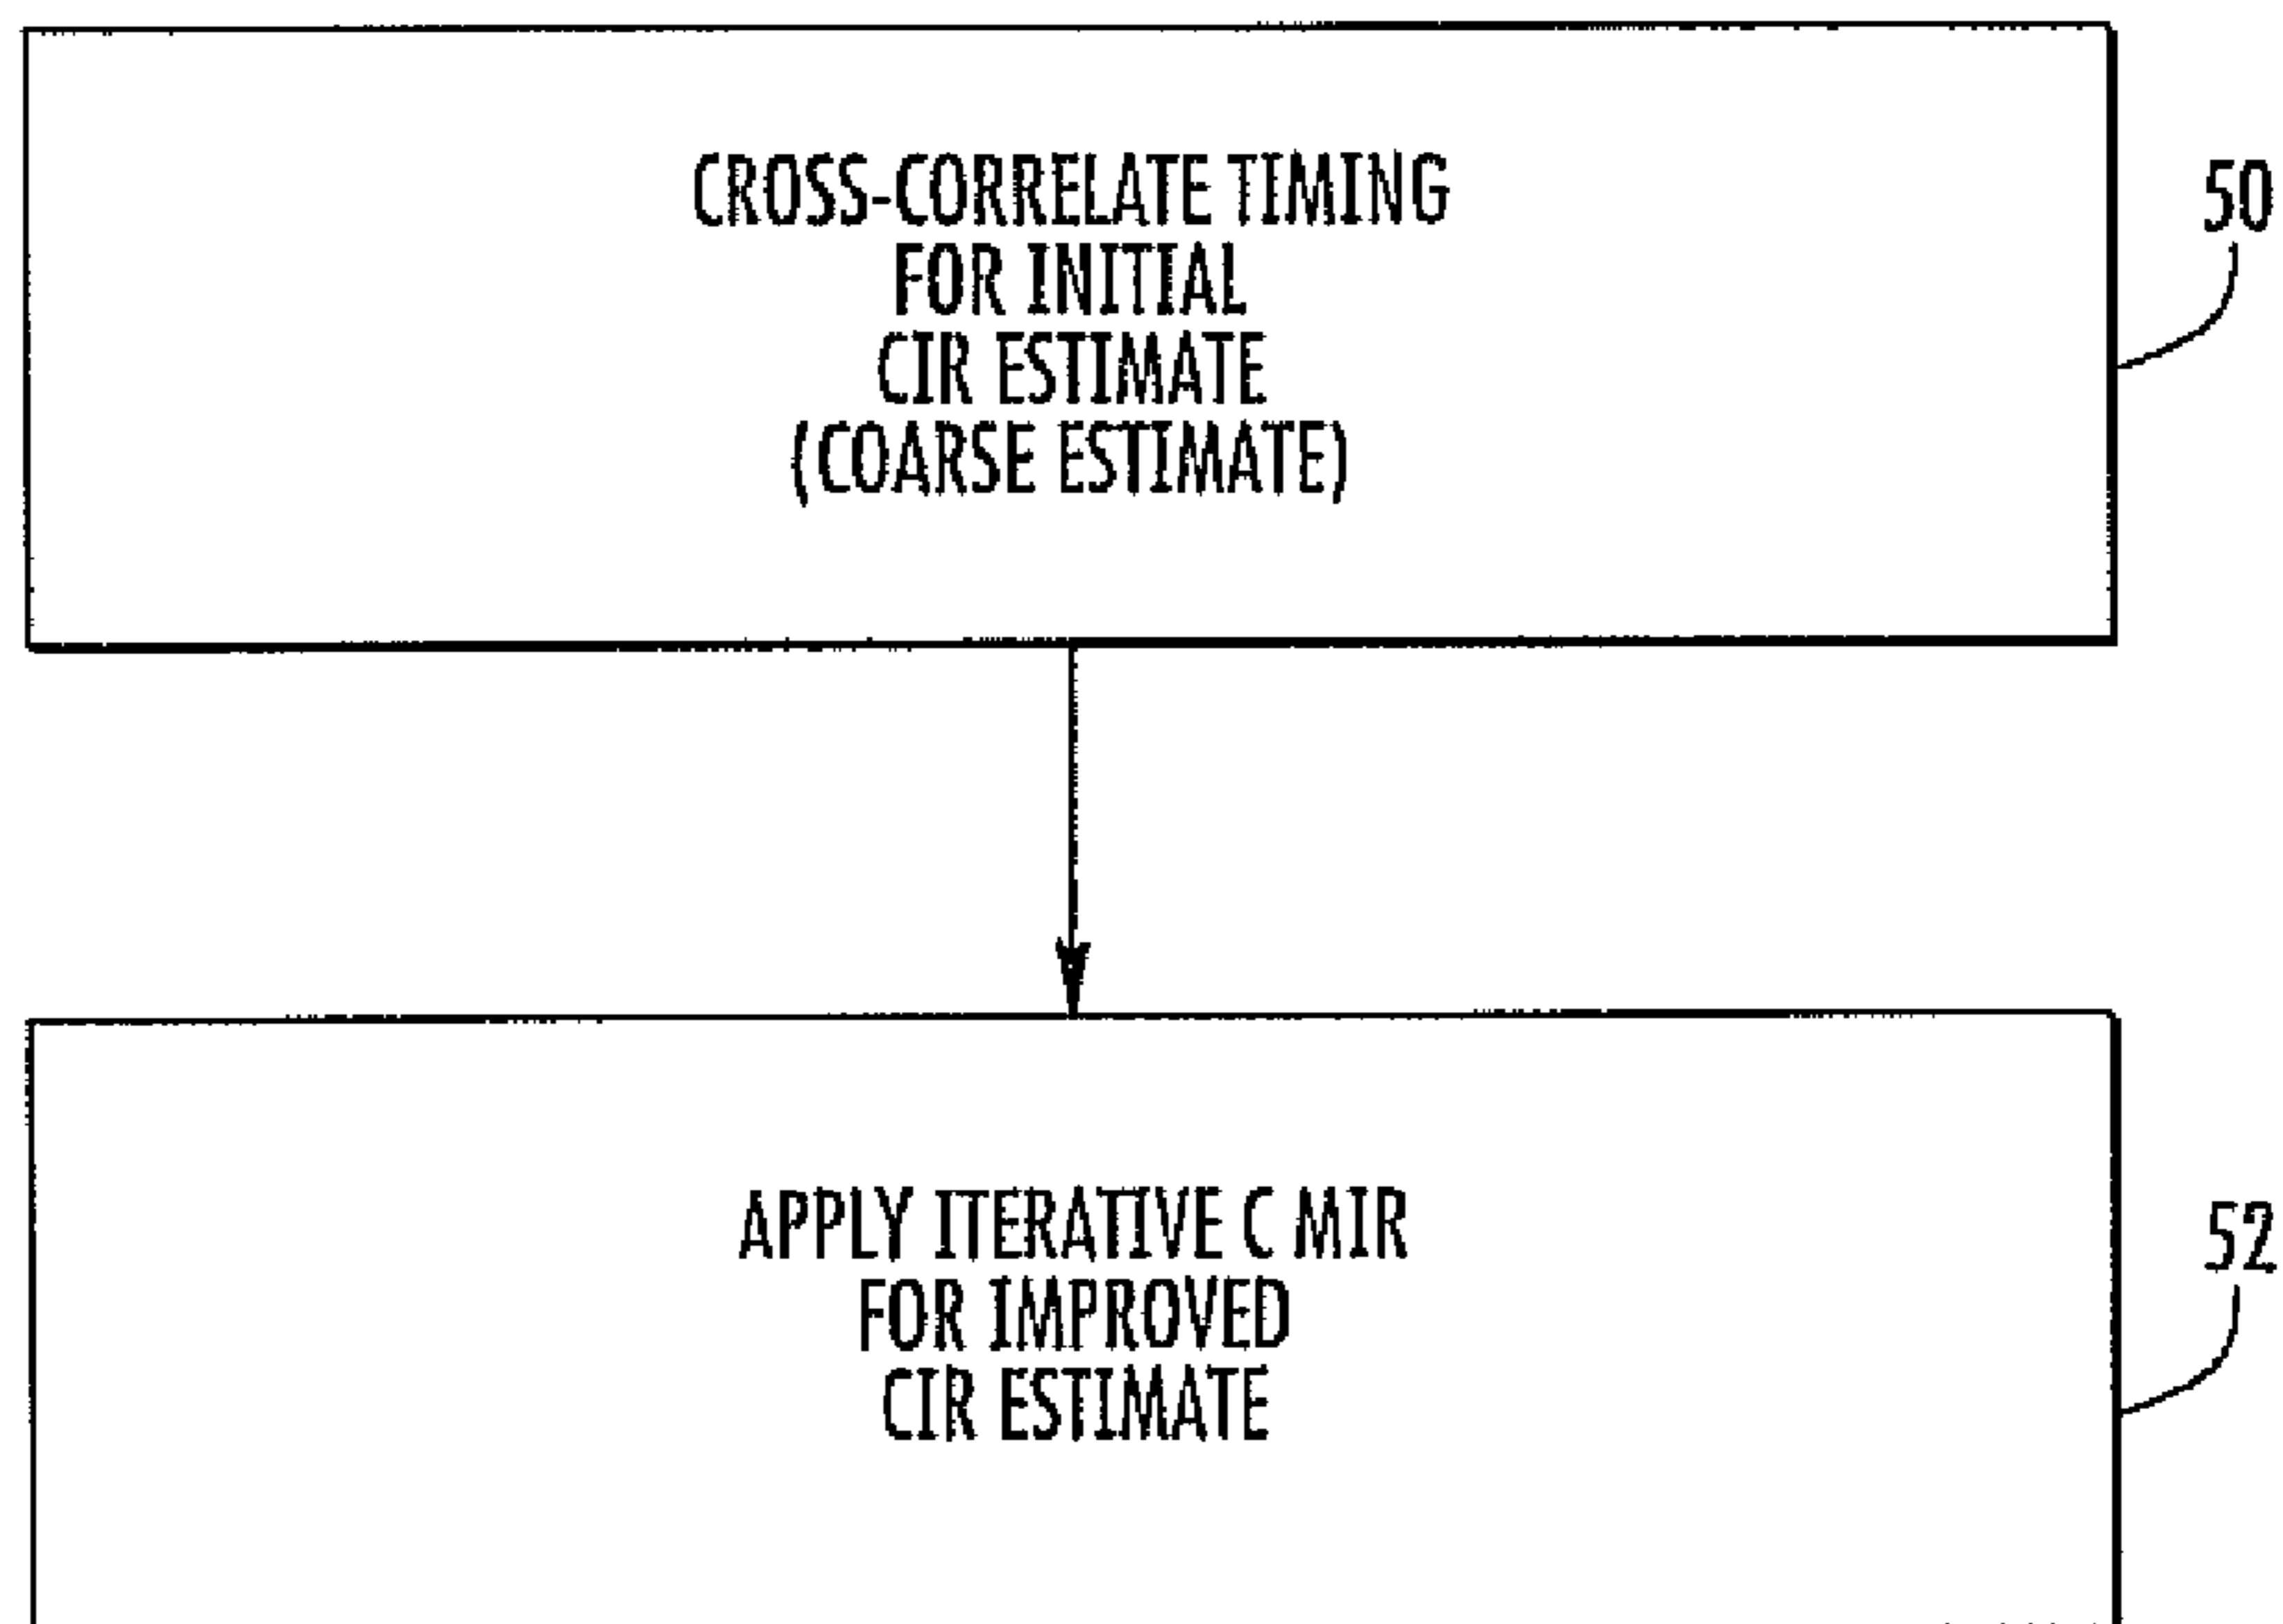 CROSS-CORRELATE TIMING
FOR INITIAL
CIR ESTIMATE
(COARSE ESTIMATE)
50
APPLY ITERATIVE C MIR
FOR IMPROVED
CIR ESTIMATE
52